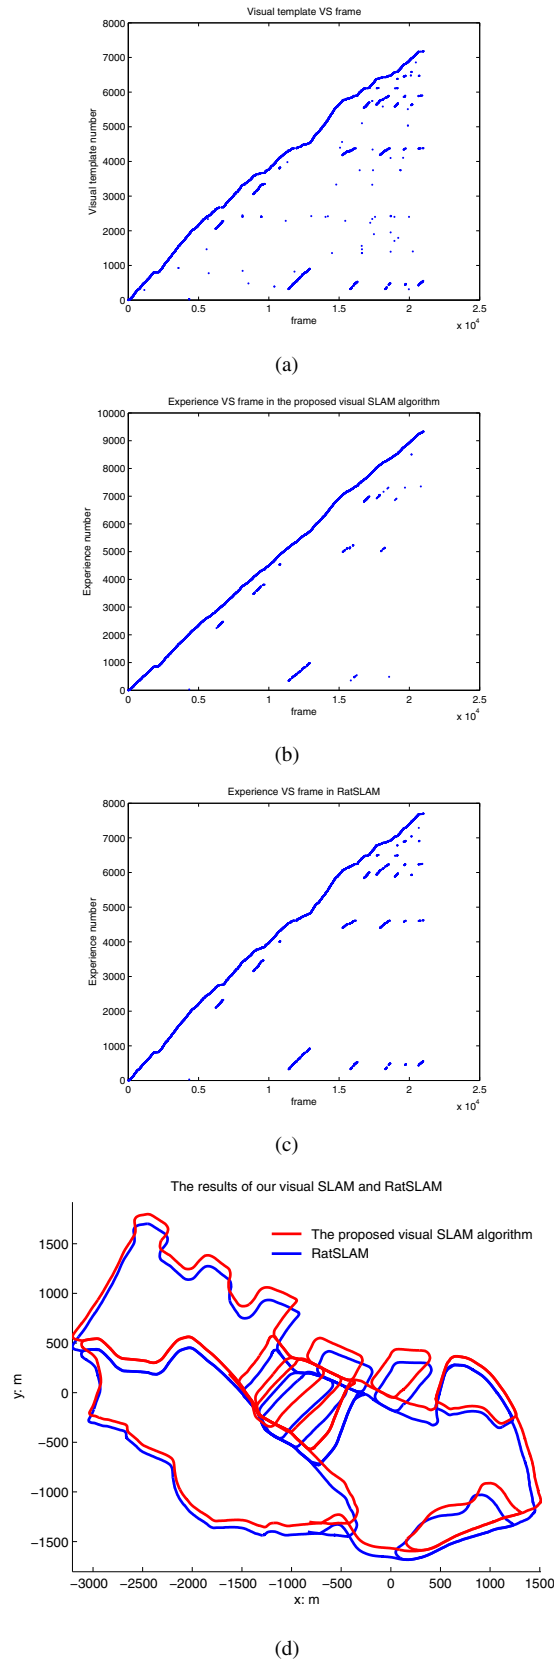 Visual template VS frame
8000
7000
6000
5000
4000
3000
2000
1000
0
Visual template number
0 0.5 1 1.5 2 2.5
frame
x 10^4
(a)
Experience VS frame in the proposed visual SLAM algorithm
10000
9000
8000
7000
6000
5000
4000
3000
2000
1000
0
Experience number
0 0.5 1 1.5 2 2.5
frame
x 10^4
(b)
Experience VS frame in RatSLAM
8000
7000
6000
5000
4000
3000
2000
1000
0
Experience number
0 0.5 1 1.5 2 2.5
frame
x 10^4
(c)
The results of our visual SLAM and RatSLAM
The proposed visual SLAM algorithm
RatSLAM
1500
1000
500
0
−500
−1000
−1500
y: m
−3000 −2500 −2000 −1500 −1000 −500 0 500 1000 1500
x: m
(d)